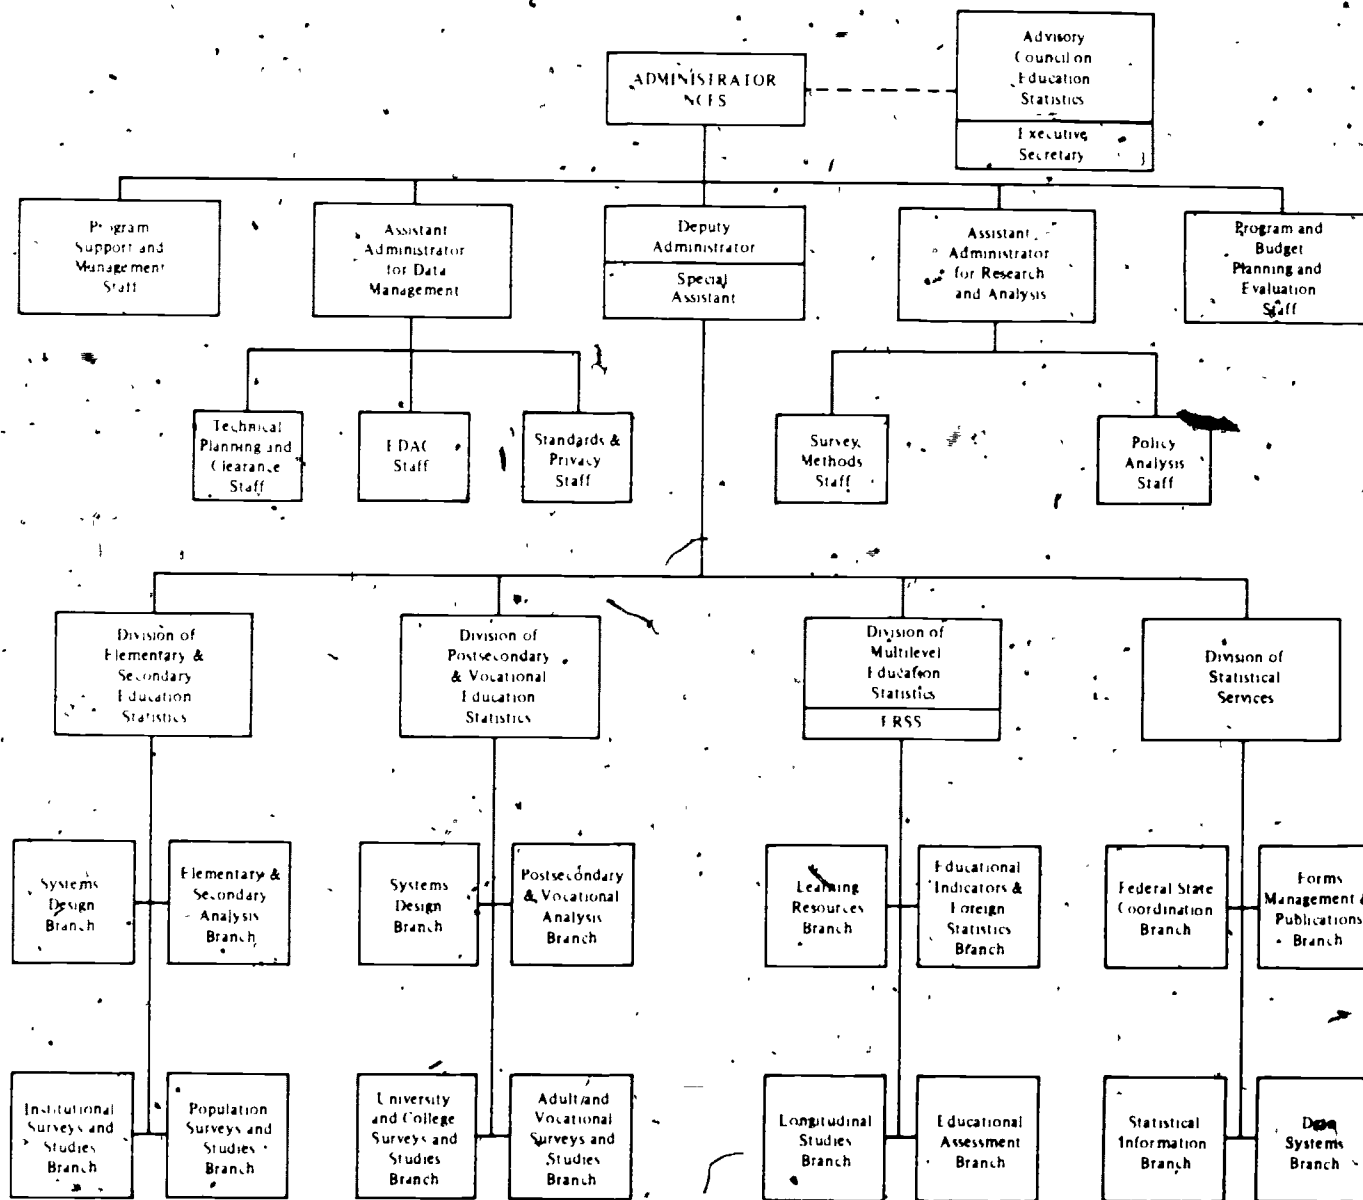 ADMINISTRATOR
NCES
Advisory
Council on
Education
Statistics
Executive
Secretary
Program
Support and
Management
Staff
Assistant
Administrator
for Data
Management
Deputy
Administrator
Special
Assistant
Assistant
Administrator
for Research
and Analysis
Program and
Budget
Planning and
Evaluation
Staff
Technical
Planning and
Clearance
Staff
EDAC
Staff
Standards &
Privacy
Staff
Survey
Methods
Staff
Policy
Analysis
Staff
Division of
Elementary &
Secondary
Education
Statistics
Division of
Postsecondary
& Vocational
Education
Statistics
Division of
Multilevel
Education
Statistics
FRSS
Division of
Statistical
Services
Systems
Design
Branch
Elementary &
Secondary
Analysis
Branch
Systems
Design
Branch
Postsecondary
& Vocational
Analysis
Branch
Learning
Resources
Branch
Educational
Indicators &
Foreign
Statistics
Branch
Federal State
Coordination
Branch
Forms
Management &
Publications
Branch
Institutional
Surveys and
Studies
Branch
Population
Surveys and
Studies
Branch
University
and College
Surveys and
Studies
Branch
Adult and
Vocational
Surveys and
Studies
Branch
Longitudinal
Studies
Branch
Educational
Assessment
Branch
Statistical
Information
Branch
Data
Systems
Branch